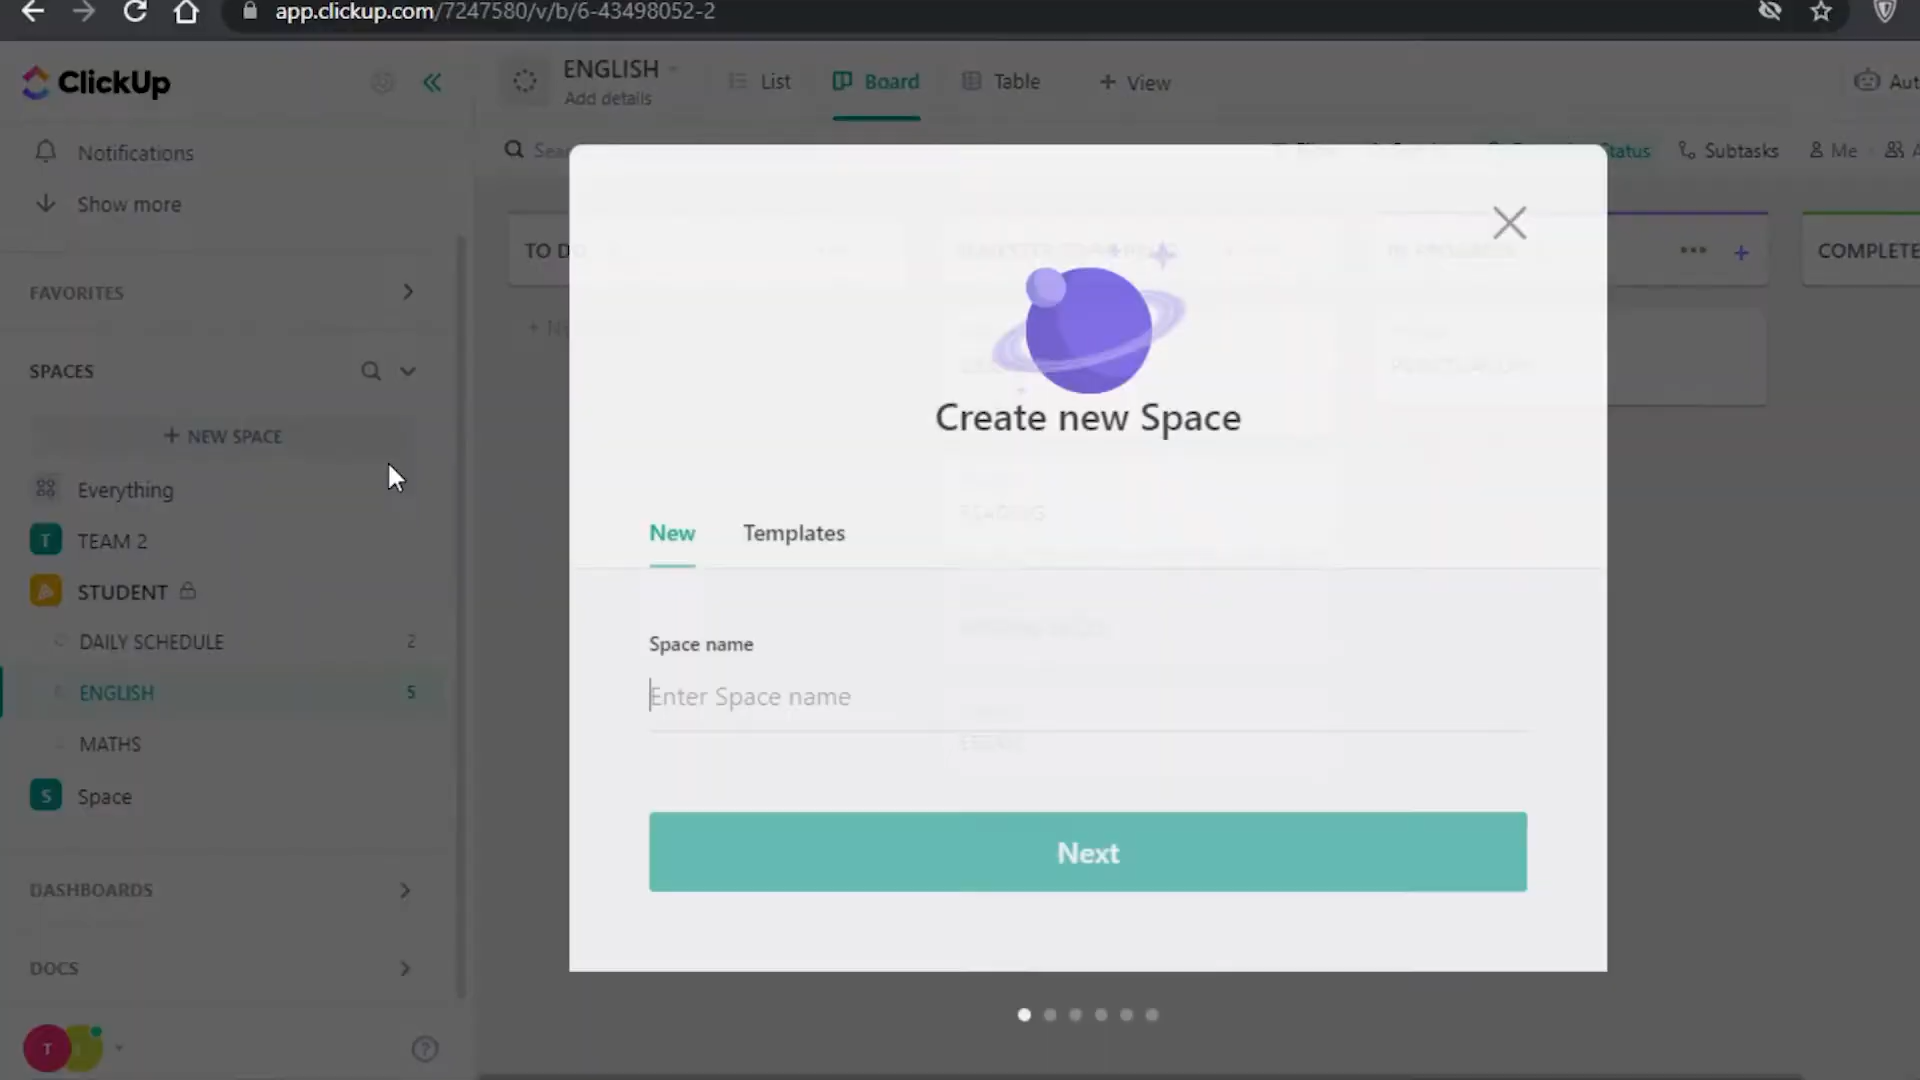 app.clickup.com/7247580/v/b/6-43498052-2
ClickUp
ENGLISH
Add details
List
Board
Table
+ View
Notifications
Show more
Status
Subtasks
Me
TO D
COMPLETE
FAVORITES
SPACES
+ NEW SPACE
Everything
T TEAM 2
STUDENT
DAILY SCHEDULE 2
ENGLISH 5
MATHS
S Space
DASHBOARDS
DOCS
T
?
Create new Space
New
Templates
Space name
Enter Space name
Next